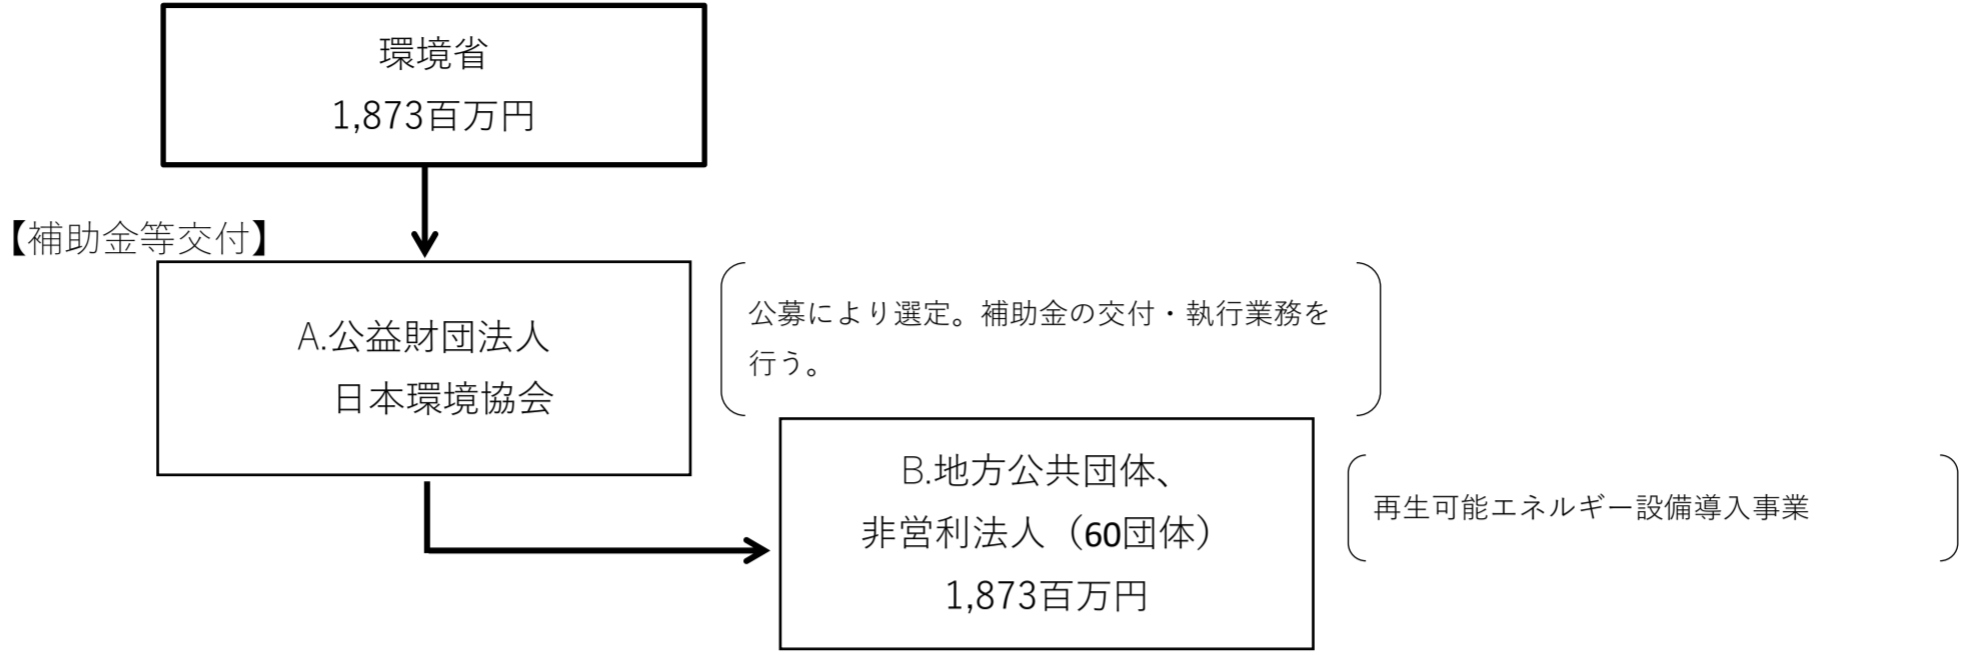 環境省
1,873百万円
【補助金等交付】
A.公益財団法人
日本環境協会
公募により選定。補助金の交付・執行業務を
行う。
B.地方公共団体、
非営利法人（60団体）
1,873百万円
再生可能エネルギー設備導入事業